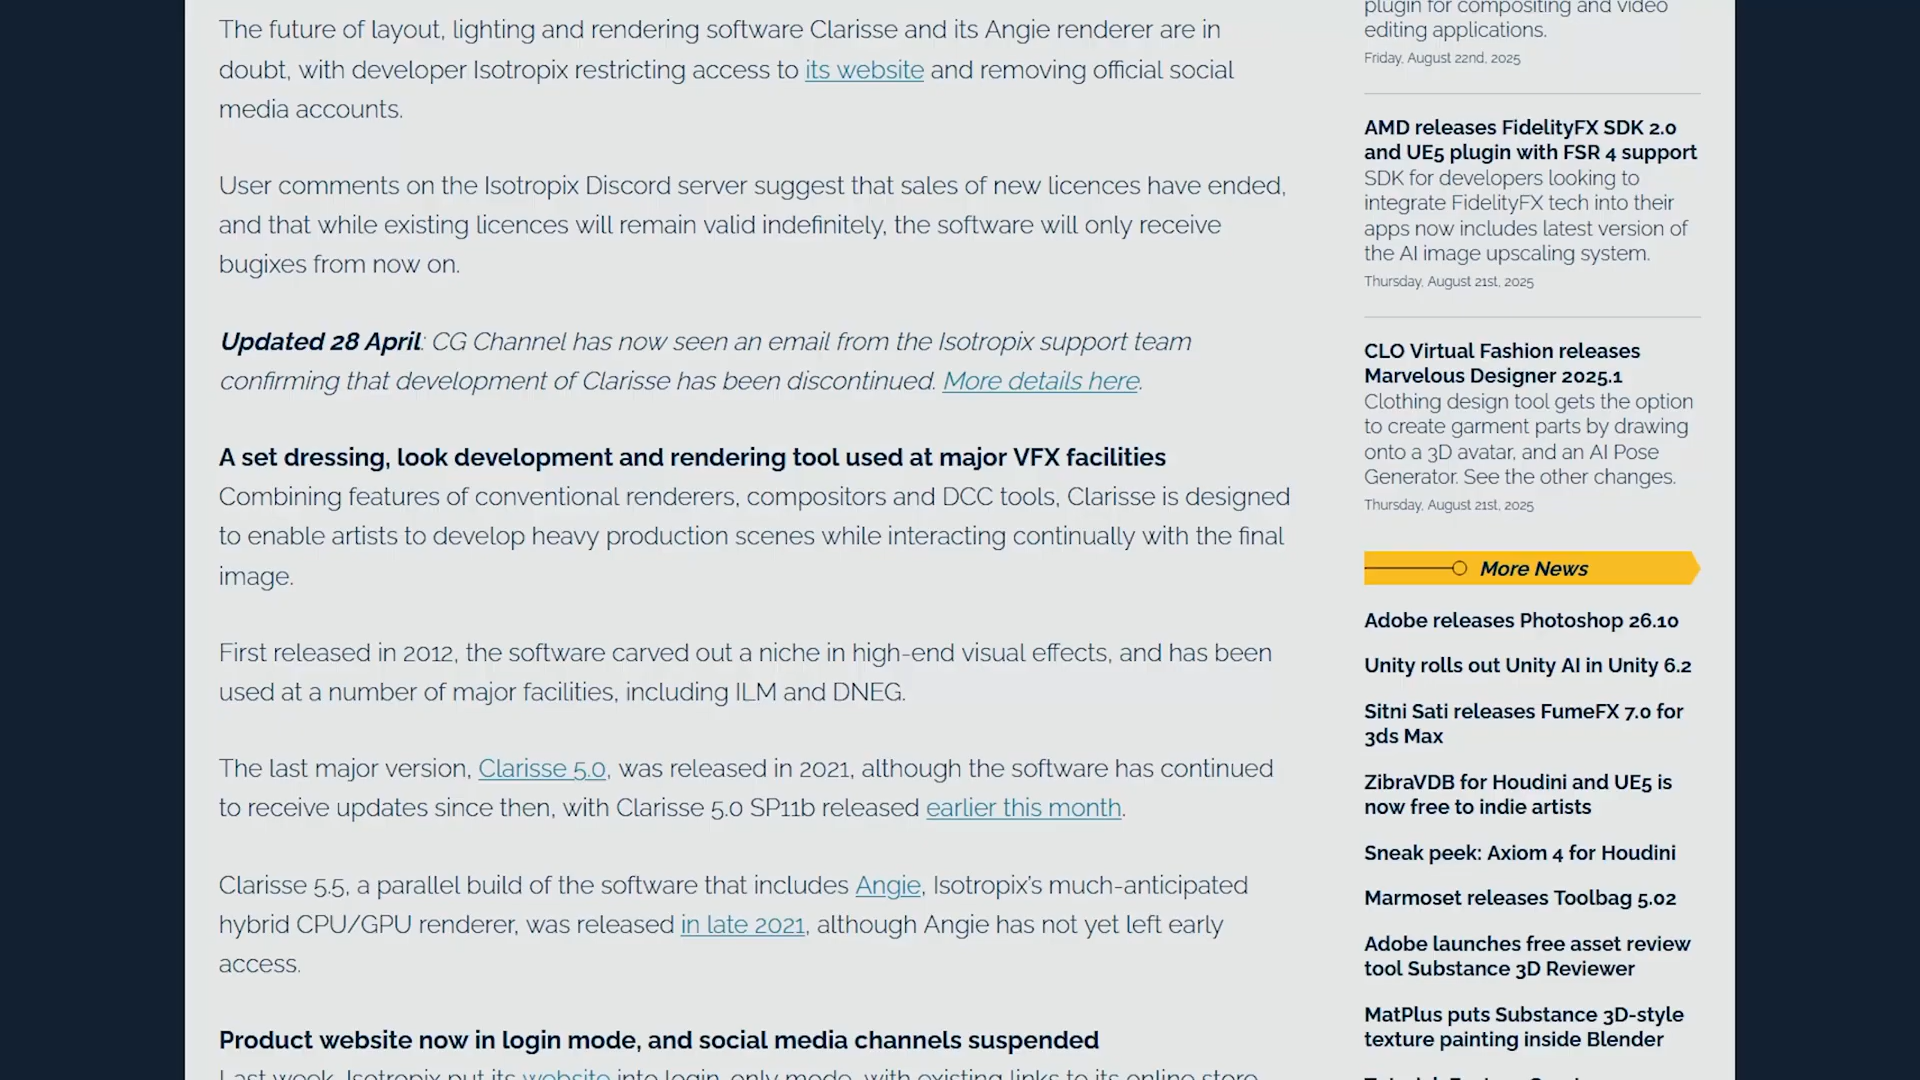 The future of layout, lighting and rendering software Clarisse and its Angie renderer are in
doubt, with developer Isotropix restricting access to its website and removing official social
media accounts.
User comments on the Isotropix Discord server suggest that sales of new licences have ended,
and that while existing licences will remain valid indefinitely, the software will only receive
bugixes from now on.
Updated 28 April: CG Channel has now seen an email from the Isotropix support team
confirming that development of Clarisse has been discontinued. More details here.
A set dressing, look development and rendering tool used at major VFX facilities
Combining features of conventional renderers, compositors and DCC tools, Clarisse is designed
to enable artists to develop heavy production scenes while interacting continually with the final
image.
First released in 2012, the software carved out a niche in high-end visual effects, and has been
used at a number of major facilities, including ILM and DNEG.
The last major version, Clarisse 5.0, was released in 2021, although the software has continued
to receive updates since then, with Clarisse 5.0 SP11b released earlier this month.
Clarisse 5.5, a parallel build of the software that includes Angie, Isotropix's much-anticipated
hybrid CPU/GPU renderer, was released in late 2021, although Angie has not yet left early
access.
Product website now in login mode, and social media channels suspended
Last week, Isotropix put its website into login-only mode, with existing links to its online store
plugin for compositing and video
editing applications.
Friday, August 22nd, 2025
AMD releases FidelityFX SDK 2.0
and UE5 plugin with FSR 4 support
SDK for developers looking to
integrate FidelityFX tech into their
apps now includes latest version of
the AI image upscaling system.
Thursday, August 21st, 2025
CLO Virtual Fashion releases
Marvelous Designer 2025.1
Clothing design tool gets the option
to create garment parts by drawing
onto a 3D avatar, and an AI Pose
Generator. See the other changes.
Thursday, August 21st, 2025
More News
Adobe releases Photoshop 26.10
Unity rolls out Unity AI in Unity 6.2
Sitni Sati releases FumeFX 7.0 for
3ds Max
ZibraVDB for Houdini and UE5 is
now free to indie artists
Sneak peek: Axiom 4 for Houdini
Marmoset releases Toolbag 5.02
Adobe launches free asset review
tool Substance 3D Reviewer
MatPlus puts Substance 3D-style
texture painting inside Blender